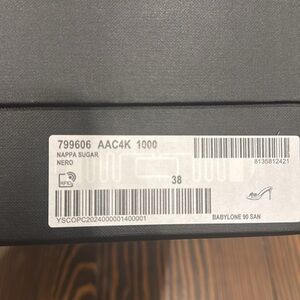 799606 AAC4K 1000
NAPPA SUGAR
NERO
8135812421
RFID
38
YSCOPC2024000001400001
BABYLONE 90 SAN